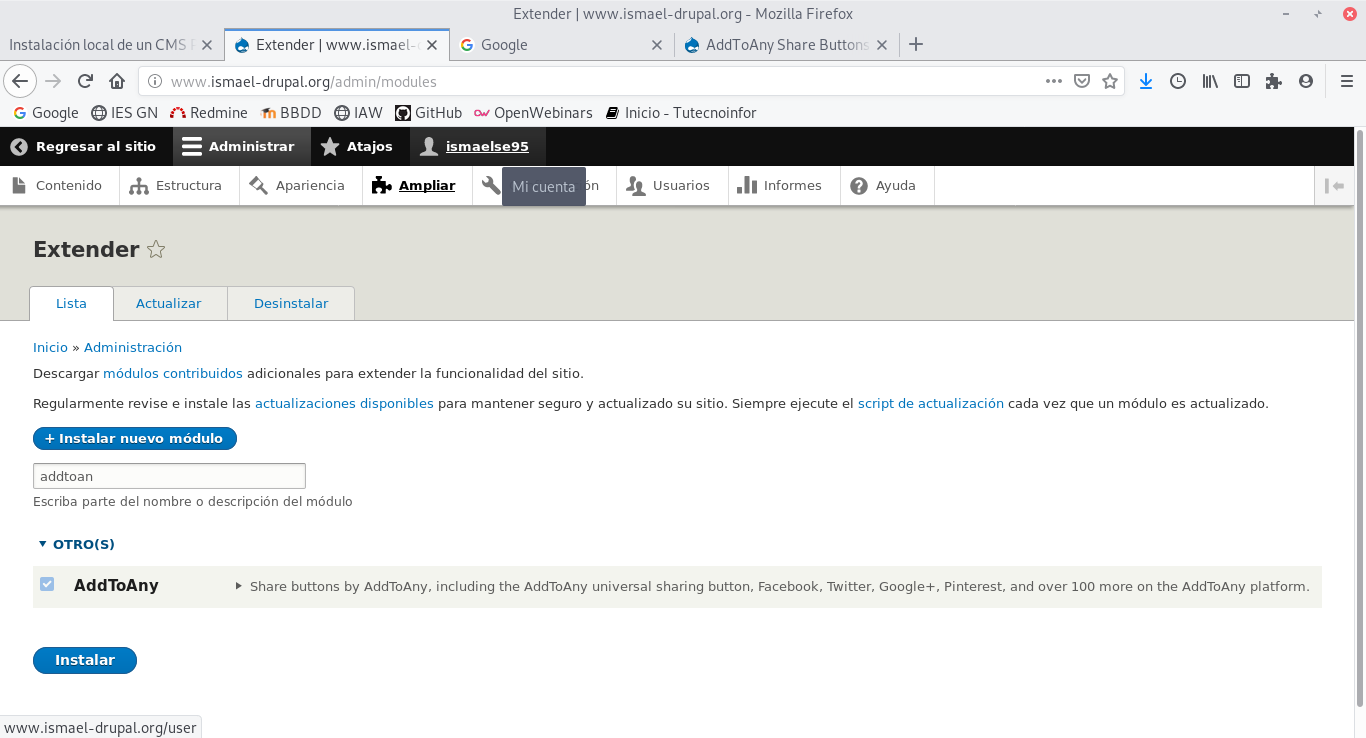 Extender | www.ismael-drupal.org - Mozilla Firefox
Instalación local de un CMS
Extender | www.ismael-
Google
AddToAny Share Buttons
www.ismael-drupal.org/admin/modules
Google IES GN Redmine BBDD IAW GitHub OpenWebinars Inicio - Tutecnoinfor
Regresar al sitio Administrar Atajos ismaelse95
Contenido Estructura Apariencia Ampliar ón Usuarios Informes Ayuda
Mi cuenta
Extender
Lista Actualizar Desinstalar
Inicio » Administración
Descargar módulos contribuidos adicionales para extender la funcionalidad del sitio.
Regularmente revise e instale las actualizaciones disponibles para mantener seguro y actualizado su sitio. Siempre ejecute el script de actualización cada vez que un módulo es actualizado.
+ Instalar nuevo módulo
addtoan
Escriba parte del nombre o descripción del módulo
OTRO(S)
AddToAny Share buttons by AddToAny, including the AddToAny universal sharing button, Facebook, Twitter, Google+, Pinterest, and over 100 more on the AddToAny platform.
Instalar
www.ismael-drupal.org/user